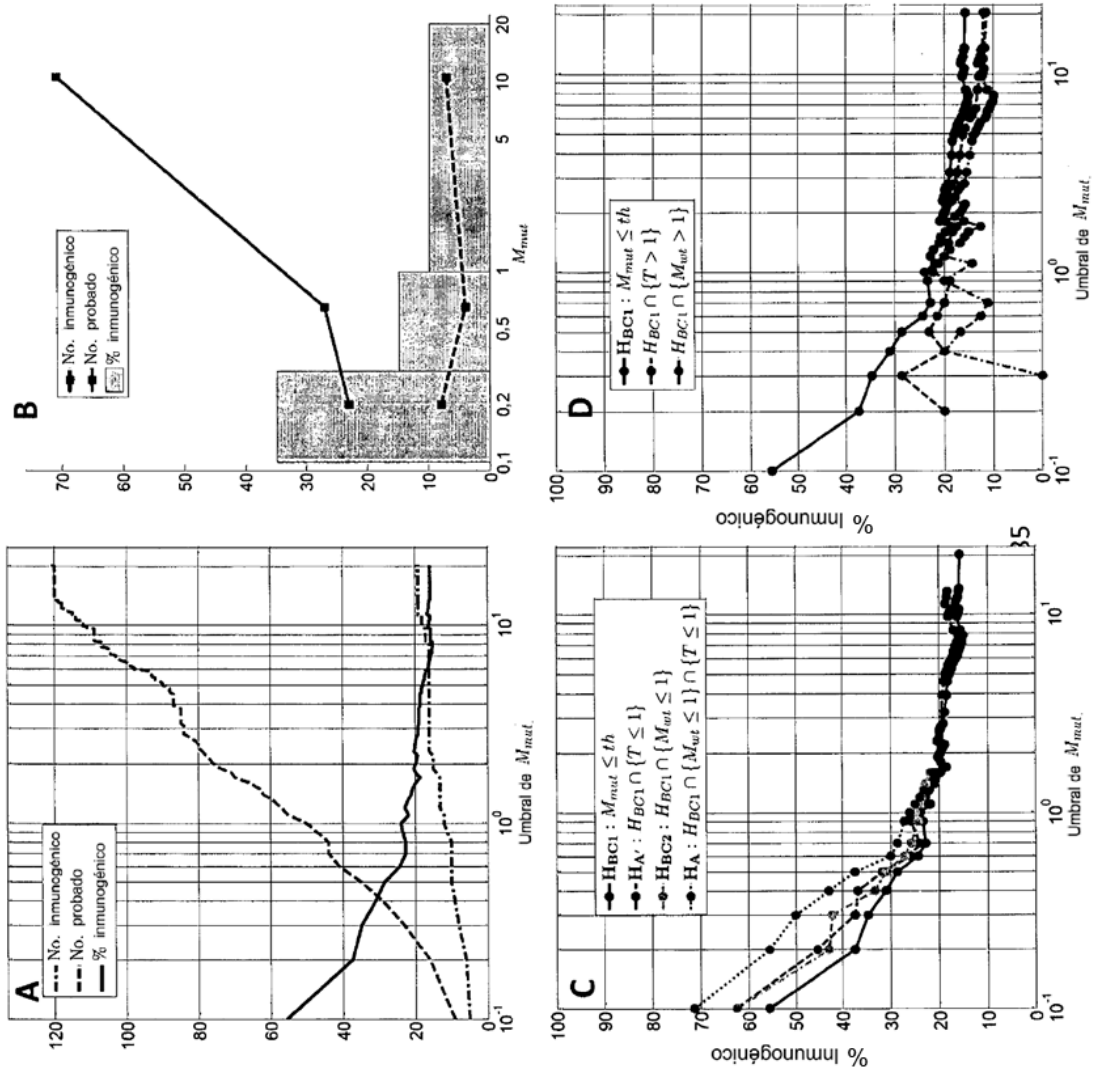 A
No. inmunogénico
No. probado
% inmunogénico
120
100
80
60
40
20
0
10^-1
10^0
10^1
Umbral de M_mut.
B
No. inmunogénico
No. probado
% inmunogénico
70
60
50
40
30
20
10
0
0,1
0,2
0,5
1
5
10
20
M_mut
C
H_BC1 : M_mut ≤ th
H_A′ : H_BC1 ∩ {T ≤ 1}
H_BC2 : H_BC1 ∩ {M_wt ≤ 1}
H_A : H_BC1 ∩ {M_wt ≤ 1} ∩ {T ≤ 1}
% Inmunogénico
100
90
80
70
60
50
40
30
20
10
10^-1
10^0
10^1
Umbral de M_mut.
35
D
H_BC1 : M_mut ≤ th
H_BC1 ∩ {T > 1}
H_BC1 ∩ {M_wt > 1}
% Inmunogénico
100
90
80
70
60
50
40
30
20
10
0
10^-1
10^0
10^1
Umbral de M_mut.